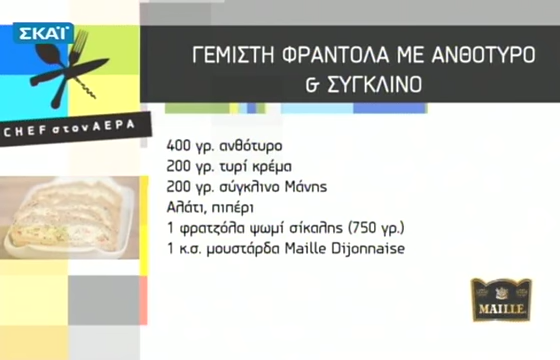 ΣΚΑΪ
ΓΕΜΙΣΤΗ ΦΡΑΝΤΟΛΑ ΜΕ ΑΝΘΟΤΥΡΟ
& ΣΥΓΚΛΙΝΟ
CHEF στον ΑΕΡΑ
400 γρ. ανθότυρο
200 γρ. τυρί κρέμα
200 γρ. σύγκλινο Μάνης
Αλάτι, πιπέρι
1 φρατζόλα ψωμί σίκαλης (750 γρ.)
1 κ.σ. μουστάρδα Maille Dijonnaise
MAILLE